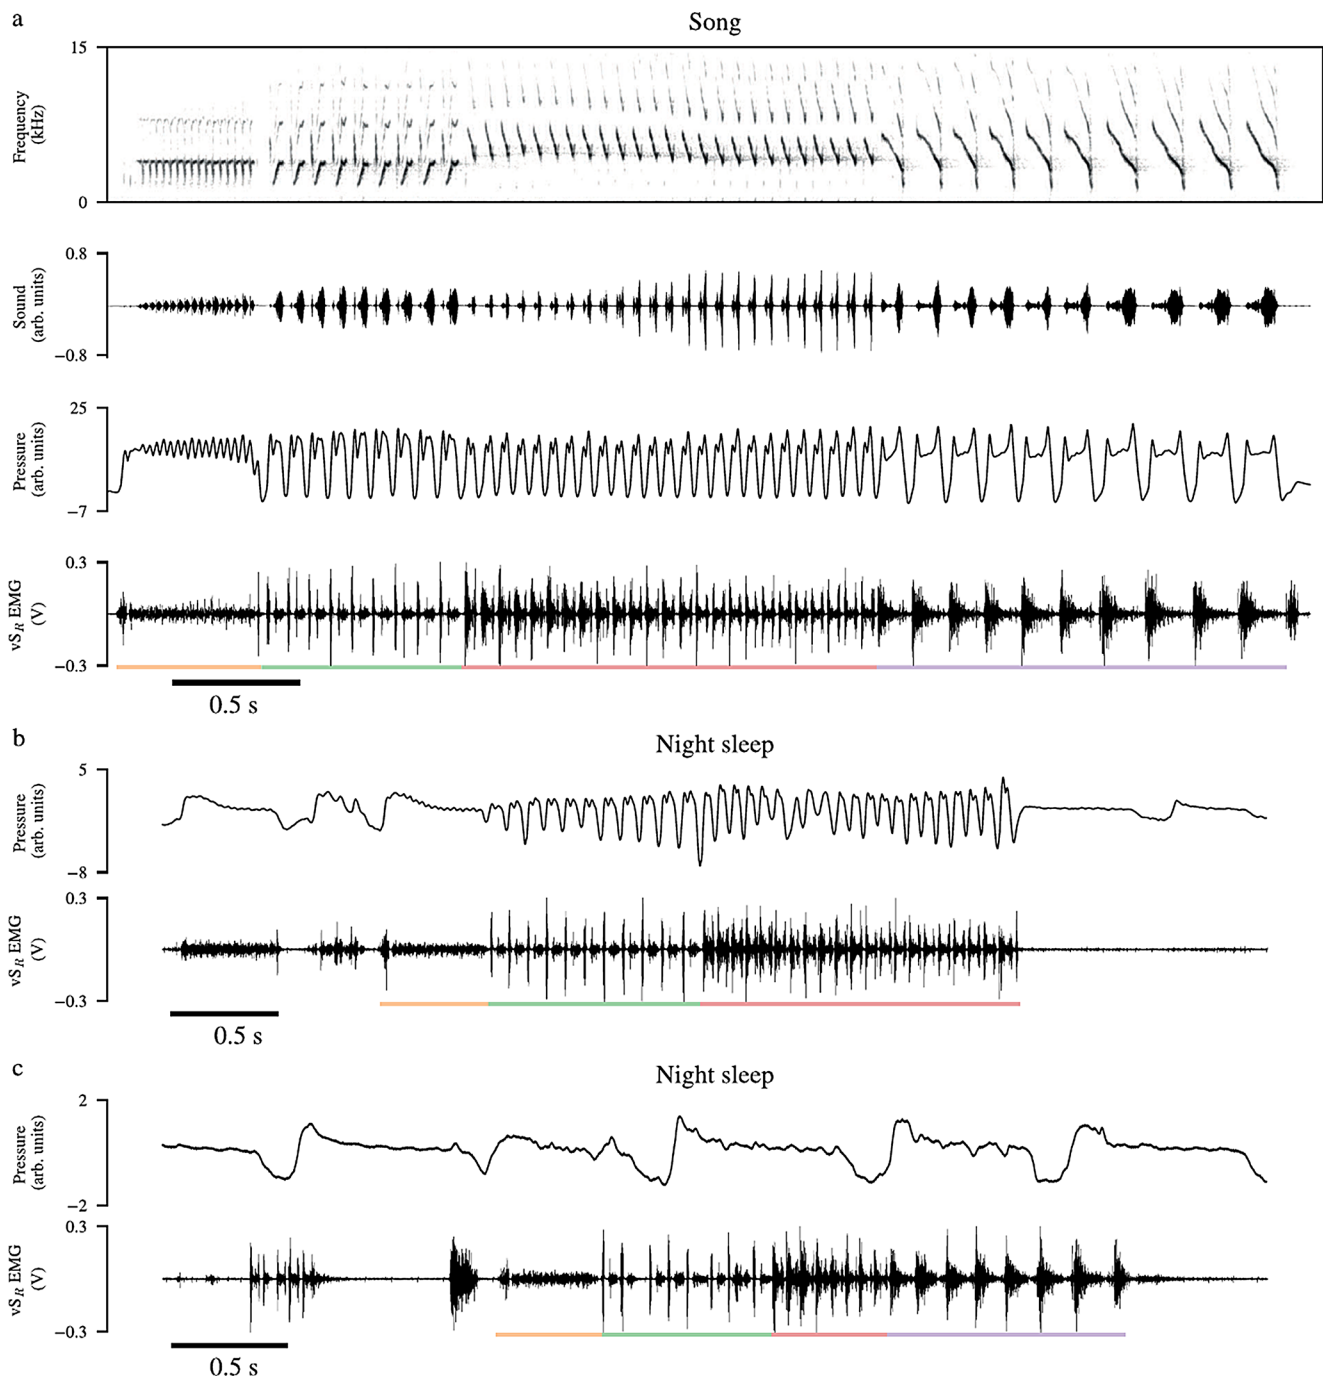 a
Song
15
Frequency
(kHz)
0
0.8
Sound
(arb. units)
−0.8
25
Pressure
(arb. units)
−7
0.3
vS_R EMG
(V)
−0.3
0.5 s
b
Night sleep
5
Pressure
(arb. units)
−8
0.3
vS_R EMG
(V)
−0.3
0.5 s
c
Night sleep
2
Pressure
(arb. units)
−2
0.3
vS_R EMG
(V)
−0.3
0.5 s